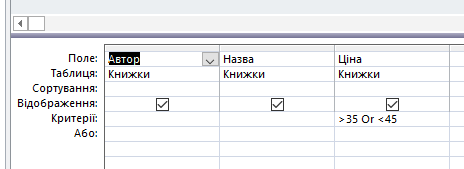 Поле: Автор Назва Ціна
Таблиця: Книжки Книжки Книжки
Сортування:
Відображення:
Критерії: >35 Or <45
Або: